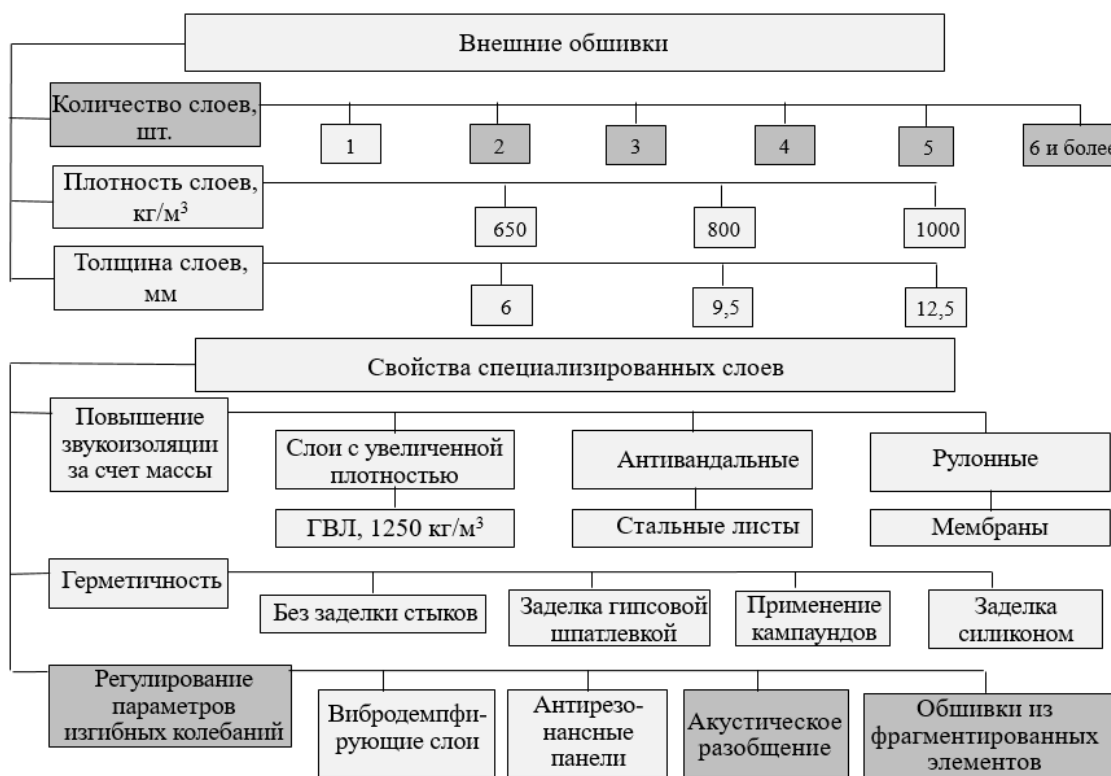 Внешние обшивки
Количество слоев,
шт.
1
2
3
4
5
6 и более
Плотность слоев,
кг/м³
650
800
1000
Толщина слоев,
мм
6
9,5
12,5
Свойства специализированных слоев
Повышение
звукоизоляции
за счет массы
Слои с увеличенной
плотностью
Антивандальные
Рулонные
ГВЛ, 1250 кг/м³
Стальные листы
Мембраны
Герметичность
Без заделки стыков
Заделка гипсовой
шпатлевкой
Применение
кампаундов
Заделка
силиконом
Регулирование
параметров
изгибных колебаний
Вибродемпфи-
рующие слои
Антирезо-
нансные
панели
Акустическое
разобщение
Обшивки из
фрагментированных
элементов